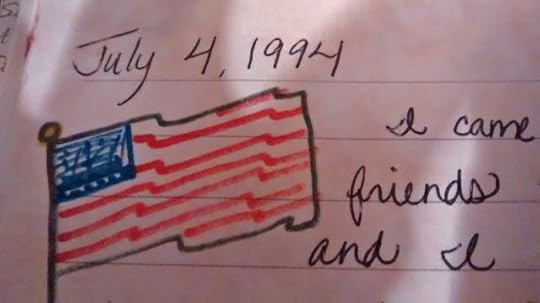 July 4, 1994
I came
friends
and I